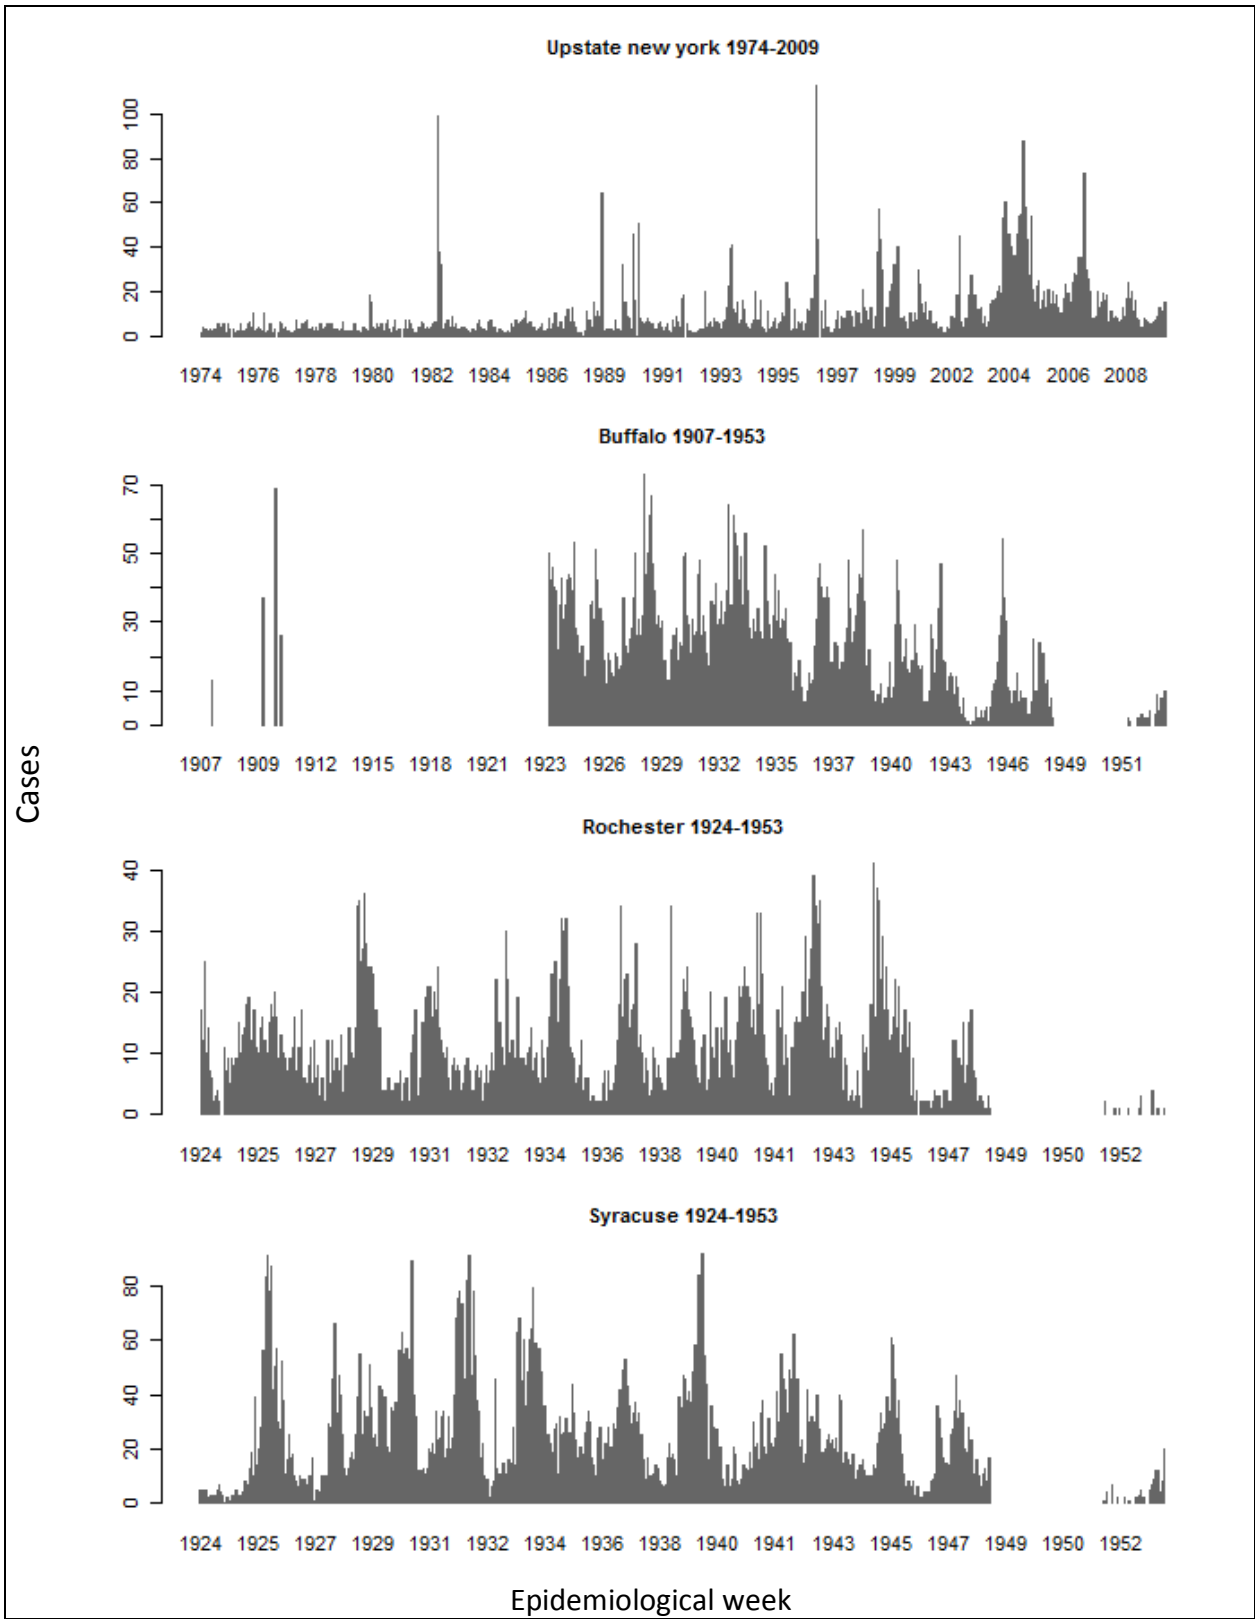 Upstate new york 1974-2009
100
80
60
40
20
0
1974 1976 1978 1980 1982 1984 1986 1989 1991 1993 1995 1997 1999 2002 2004 2006 2008
Buffalo 1907-1953
70
50
30
10
0
1907 1909 1912 1915 1918 1921 1923 1926 1929 1932 1935 1937 1940 1943 1946 1949 1951
Cases
Rochester 1924-1953
40
30
20
10
0
1924 1925 1927 1929 1931 1932 1934 1936 1938 1940 1941 1943 1945 1947 1949 1950 1952
Syracuse 1924-1953
80
60
40
20
0
1924 1925 1927 1929 1931 1932 1934 1936 1938 1940 1941 1943 1945 1947 1949 1950 1952
Epidemiological week